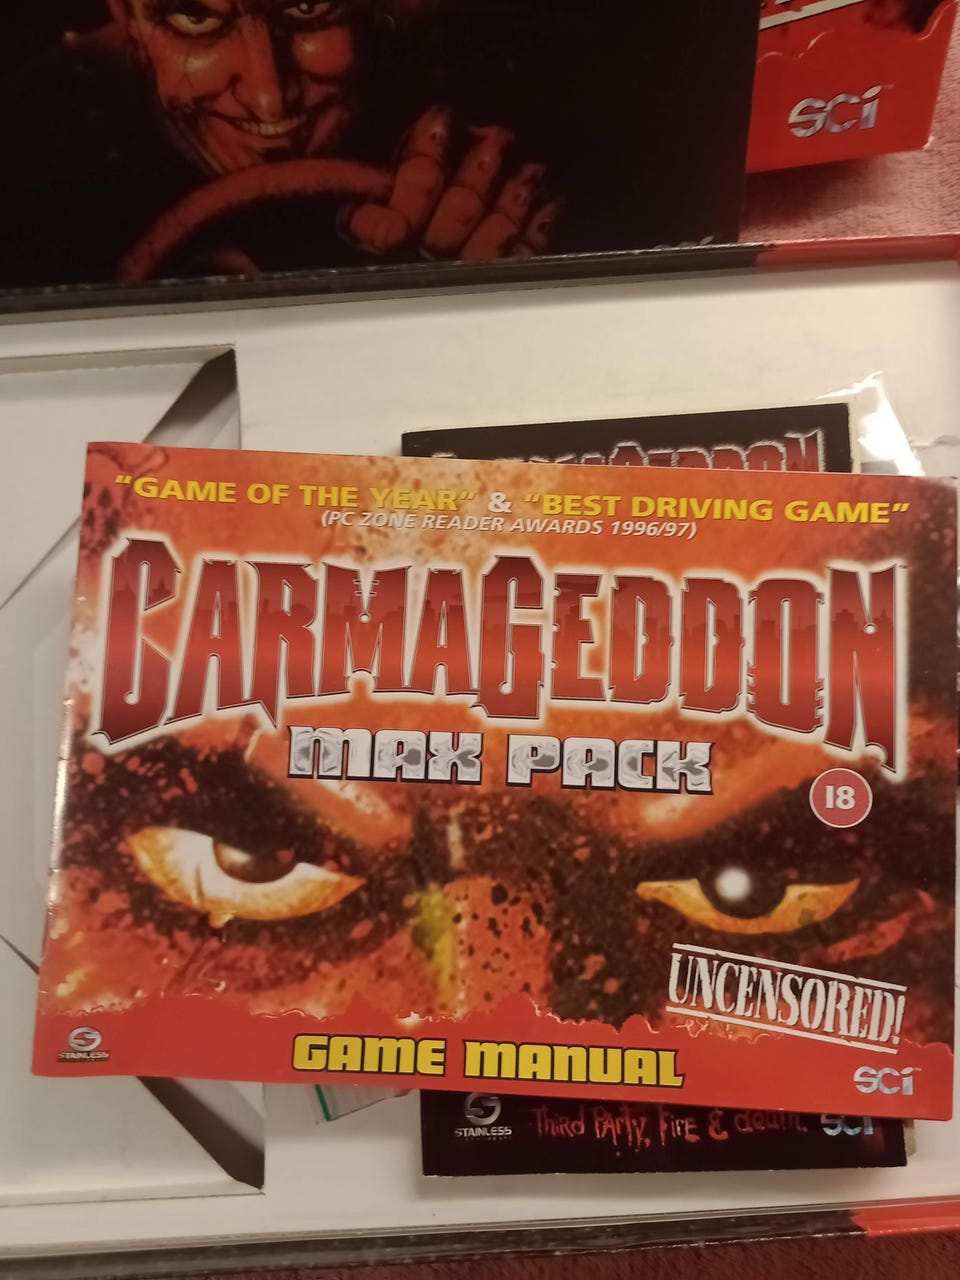 SCi
"GAME OF THE YEAR" & "BEST DRIVING GAME"
(PC ZONE READER AWARDS 1996/97)
CARMAGEDDON
MAX PACK
18
UNCENSORED!
STAINLESS
GAME MANUAL
SCi
STAINLESS
Third Party, Fire & death.
SCi